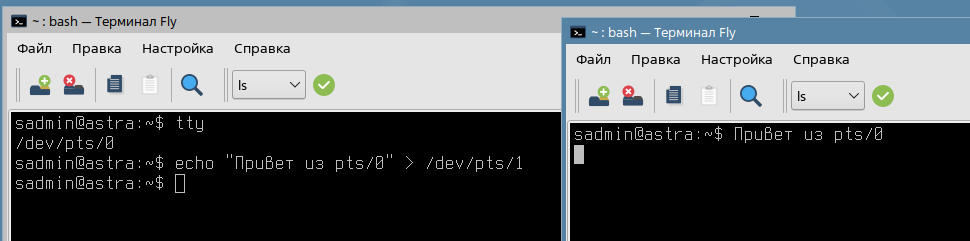 ~ : bash — Терминал Fly
Файл Правка Настройка Справка
ls
sadmin@astra:~$ tty
/dev/pts/0
sadmin@astra:~$ echo "Привет из pts/0" > /dev/pts/1
sadmin@astra:~$
~ : bash — Терминал Fly
Файл Правка Настройка Справка
ls
sadmin@astra:~$ Привет из pts/0